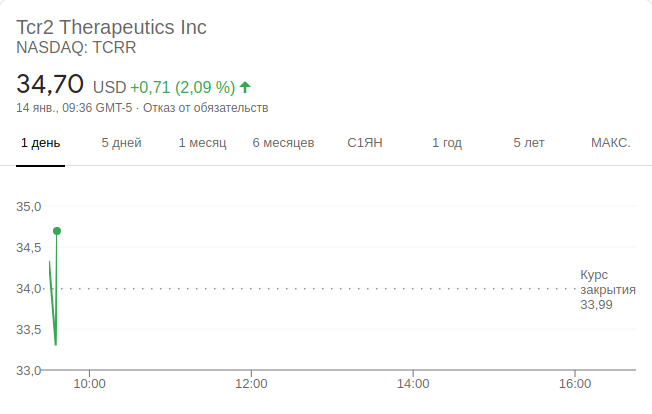 Tcr2 Therapeutics Inc
NASDAQ: TCRR
34,70 USD +0,71 (2,09 %)
14 янв., 09:36 GMT-5 · Отказ от обязательств
1 день 5 дней 1 месяц 6 месяцев С1ЯН 1 год 5 лет МАКС.
35,0
34,5
34,0
33,5
33,0
Курс
закрытия
33,99
10:00 12:00 14:00 16:00